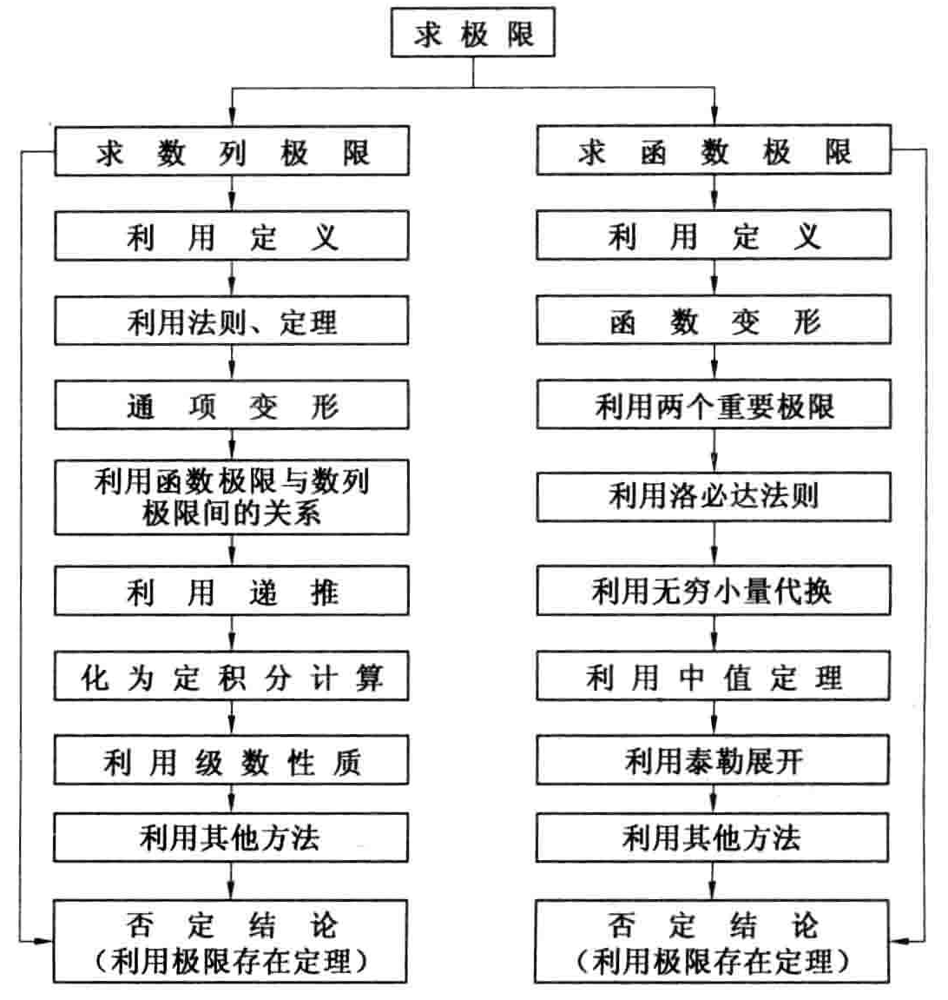 求极限
求数列极限
利用定义
利用法则、定理
通项变形
利用函数极限与数列
极限间的关系
利用递推
化为定积分计算
利用级数性质
利用其他方法
否定结论
（利用极限存在定理）
求函数极限
利用定义
函数变形
利用两个重要极限
利用洛必达法则
利用无穷小量代换
利用中值定理
利用泰勒展开
利用其他方法
否定结论
（利用极限存在定理）